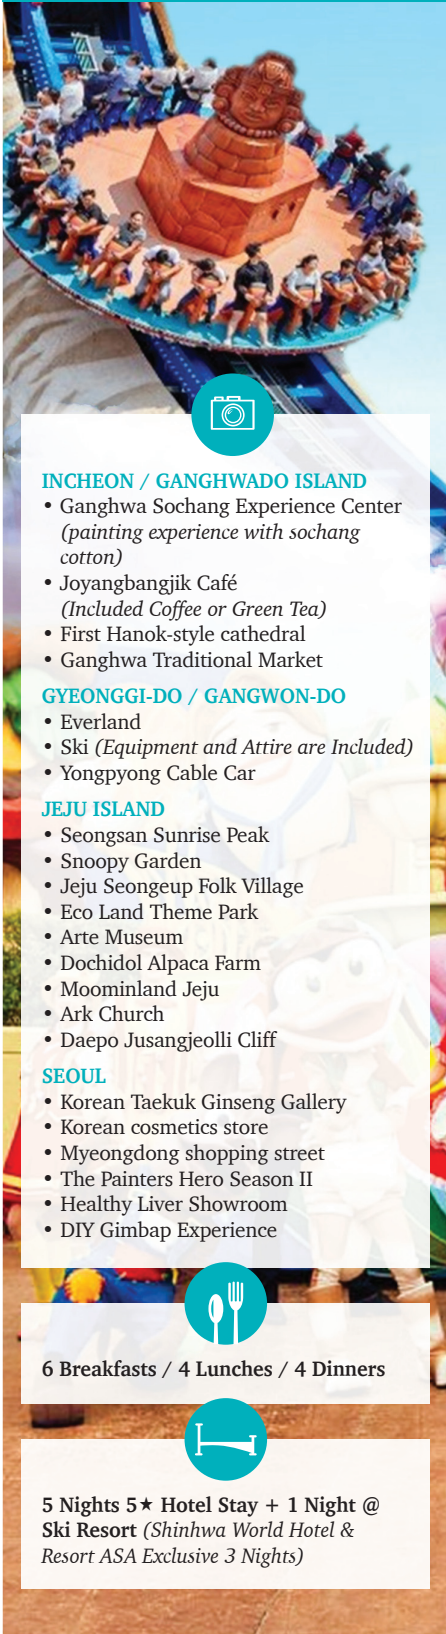 INCHEON / GANGHWADO ISLAND
• Ganghwa Sochang Experience Center
(painting experience with sochang
cotton)
• Joyangbangjik Café
(Included Coffee or Green Tea)
• First Hanok-style cathedral
• Ganghwa Traditional Market
GYEONGGI-DO / GANGWON-DO
• Everland
• Ski (Equipment and Attire are Included)
• Yongpyong Cable Car
JEJU ISLAND
• Seongsan Sunrise Peak
• Snoopy Garden
• Jeju Seongeup Folk Village
• Eco Land Theme Park
• Arte Museum
• Dochidol Alpaca Farm
• Moominland Jeju
• Ark Church
• Daepo Jusangjeolli Cliff
SEOUL
• Korean Taekuk Ginseng Gallery
• Korean cosmetics store
• Myeongdong shopping street
• The Painters Hero Season II
• Healthy Liver Showroom
• DIY Gimbap Experience
6 Breakfasts / 4 Lunches / 4 Dinners
5 Nights 5★ Hotel Stay + 1 Night @
Ski Resort (Shinhwa World Hotel &
Resort ASA Exclusive 3 Nights)